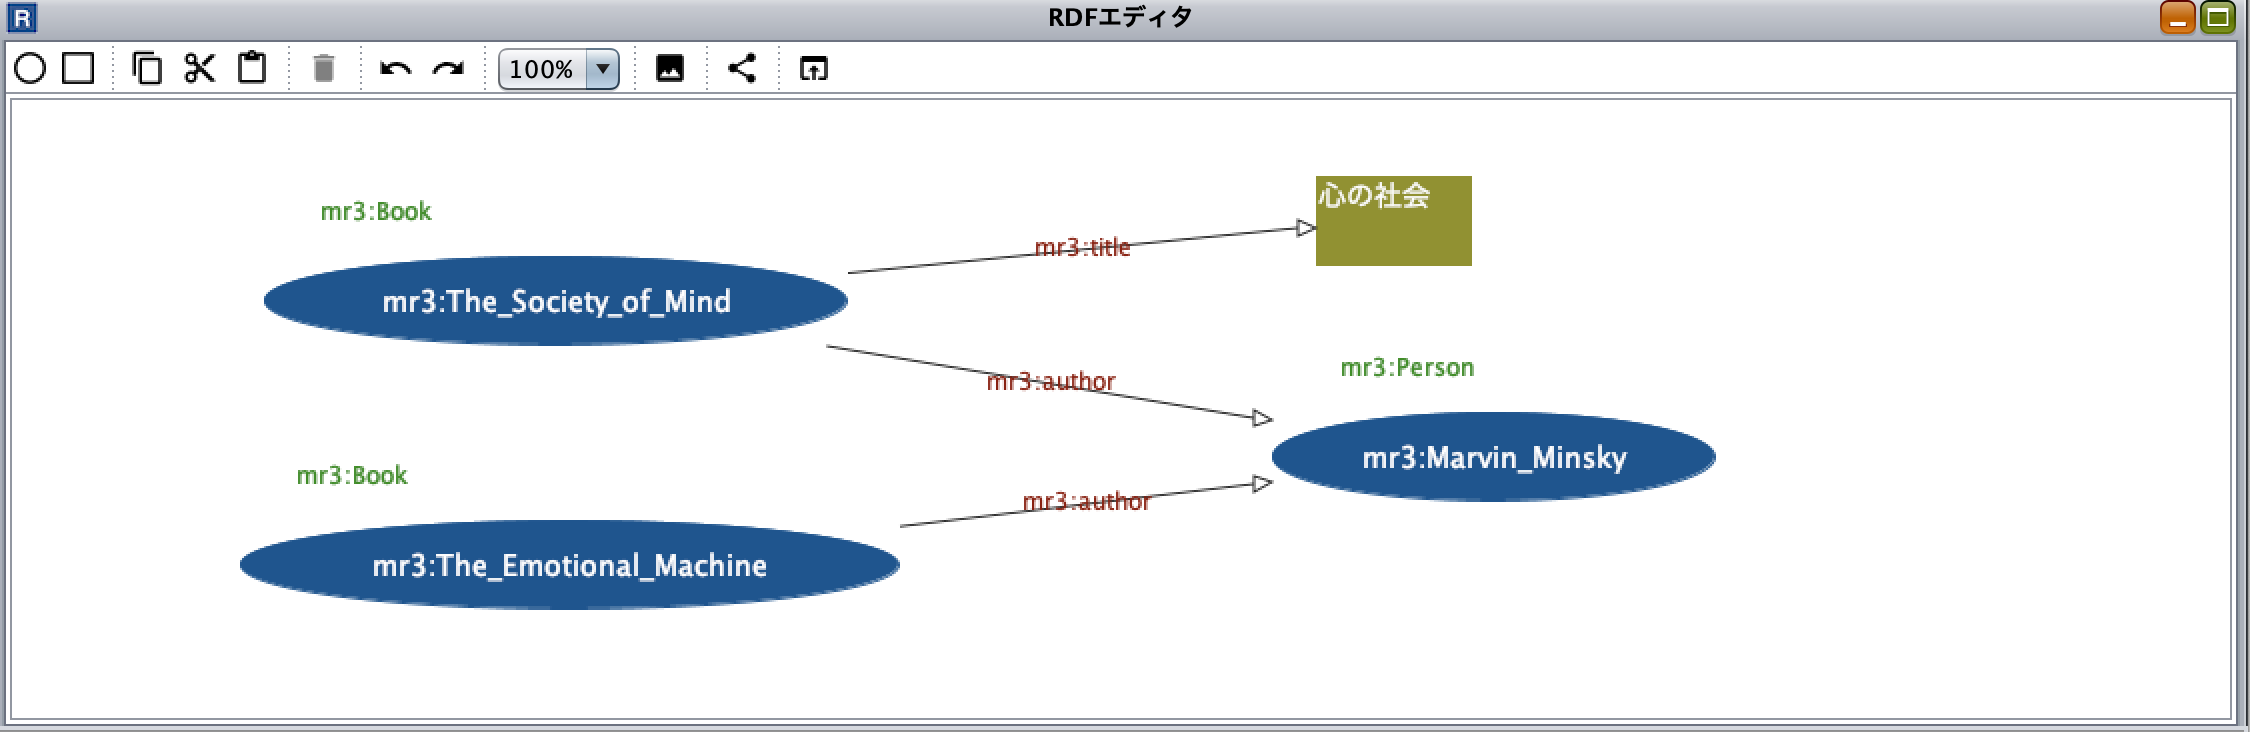 R
RDFエディタ
100%
心の社会
mr3:Book
mr3:title
mr3:The_Society_of_Mind
mr3:author
mr3:Person
mr3:Marvin_Minsky
mr3:Book
mr3:author
mr3:The_Emotional_Machine